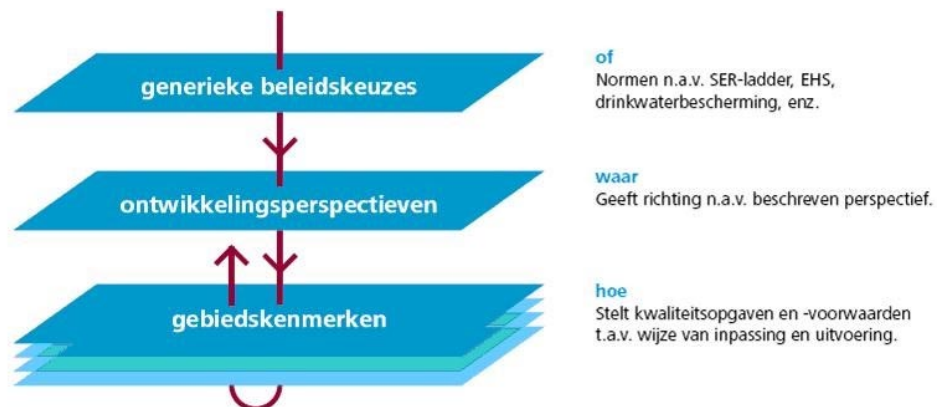 generieke beleidskeuzes
of
Normen n.a.v. SER-ladder, EHS,
drinkwaterbescherming, enz.
ontwikkelingsperspectieven
waar
Geeft richting n.a.v. beschreven perspectief.
gebiedskenmerken
hoe
Stelt kwaliteitsopgaven en -voorwaarden
t.a.v. wijze van inpassing en uitvoering.